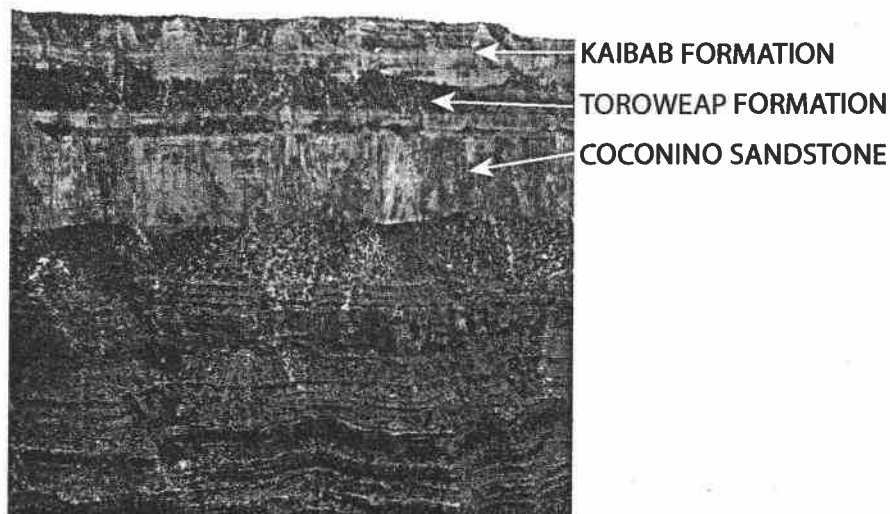 KAIBAB FORMATION
TOROWEAP FORMATION
COCONINO SANDSTONE